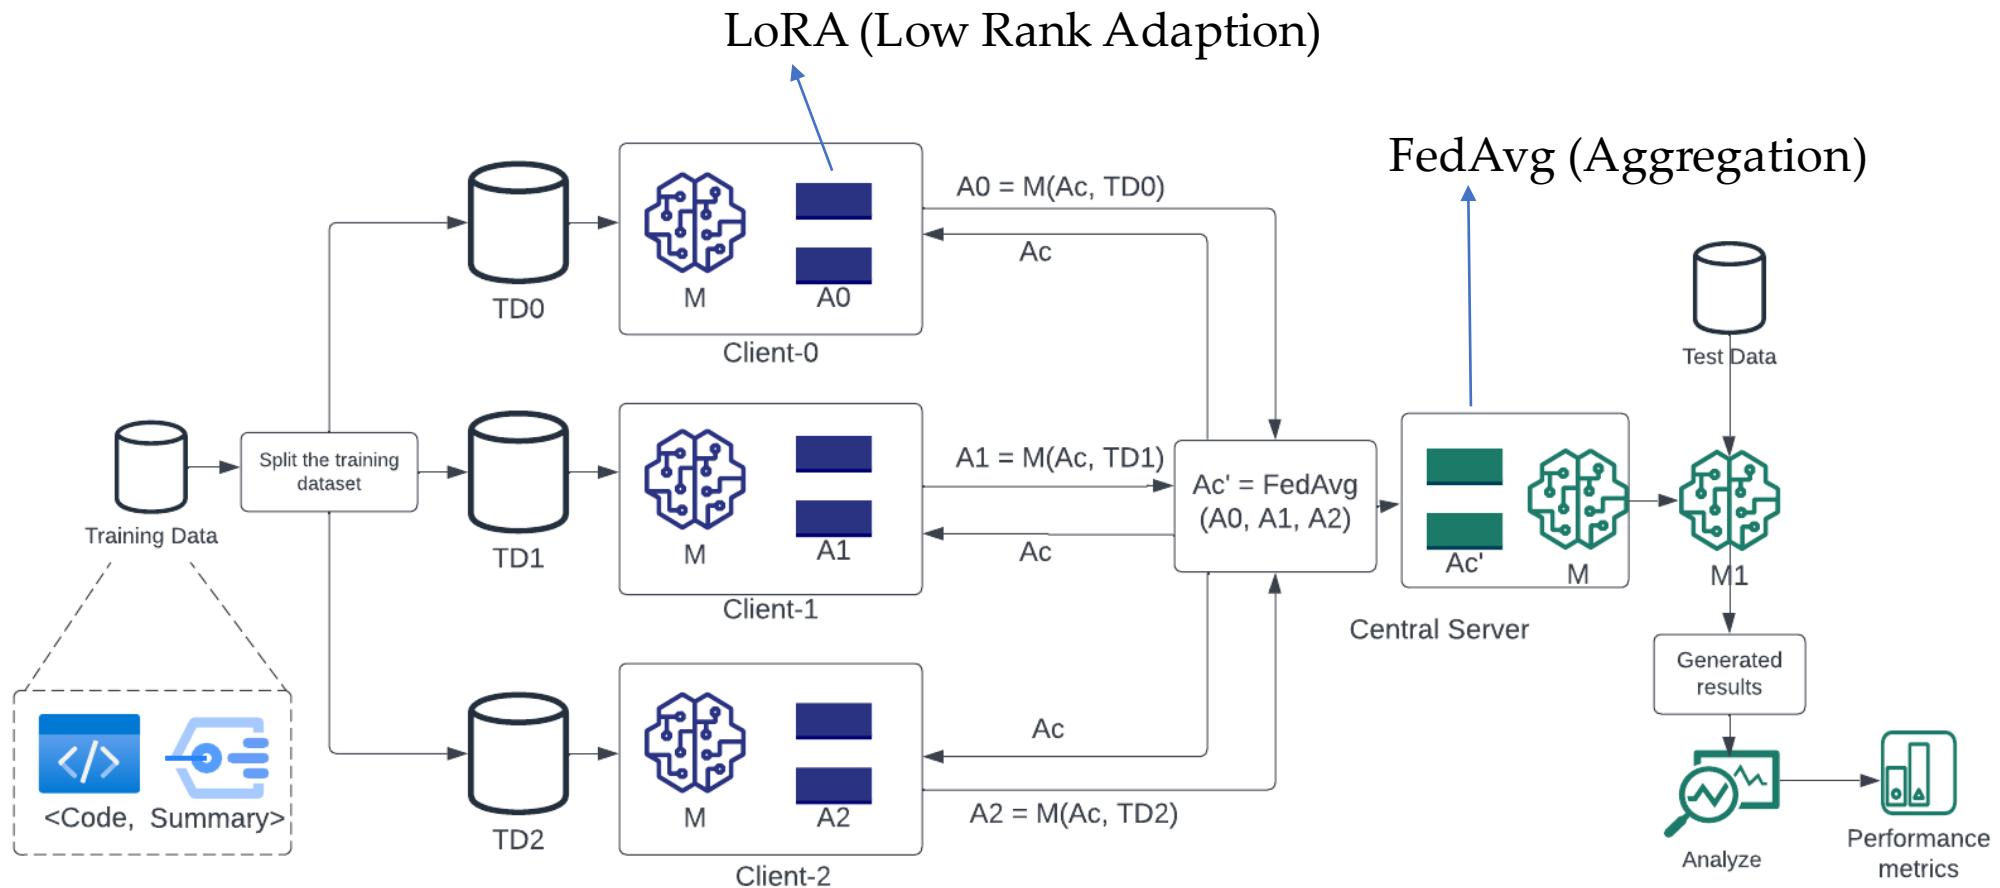 LoRA (Low Rank Adaption)
FedAvg (Aggregation)
Training Data
<Code, Summary>
Split the training
dataset
TD0
TD1
TD2
M
A0
Client-0
M
A1
Client-1
M
A2
Client-2
A0 = M(Ac, TD0)
Ac
A1 = M(Ac, TD1)
Ac
Ac
A2 = M(Ac, TD2)
Ac' = FedAvg
(A0, A1, A2)
Ac'
M
Central Server
Test Data
M1
Generated
results
Analyze
Performance
metrics